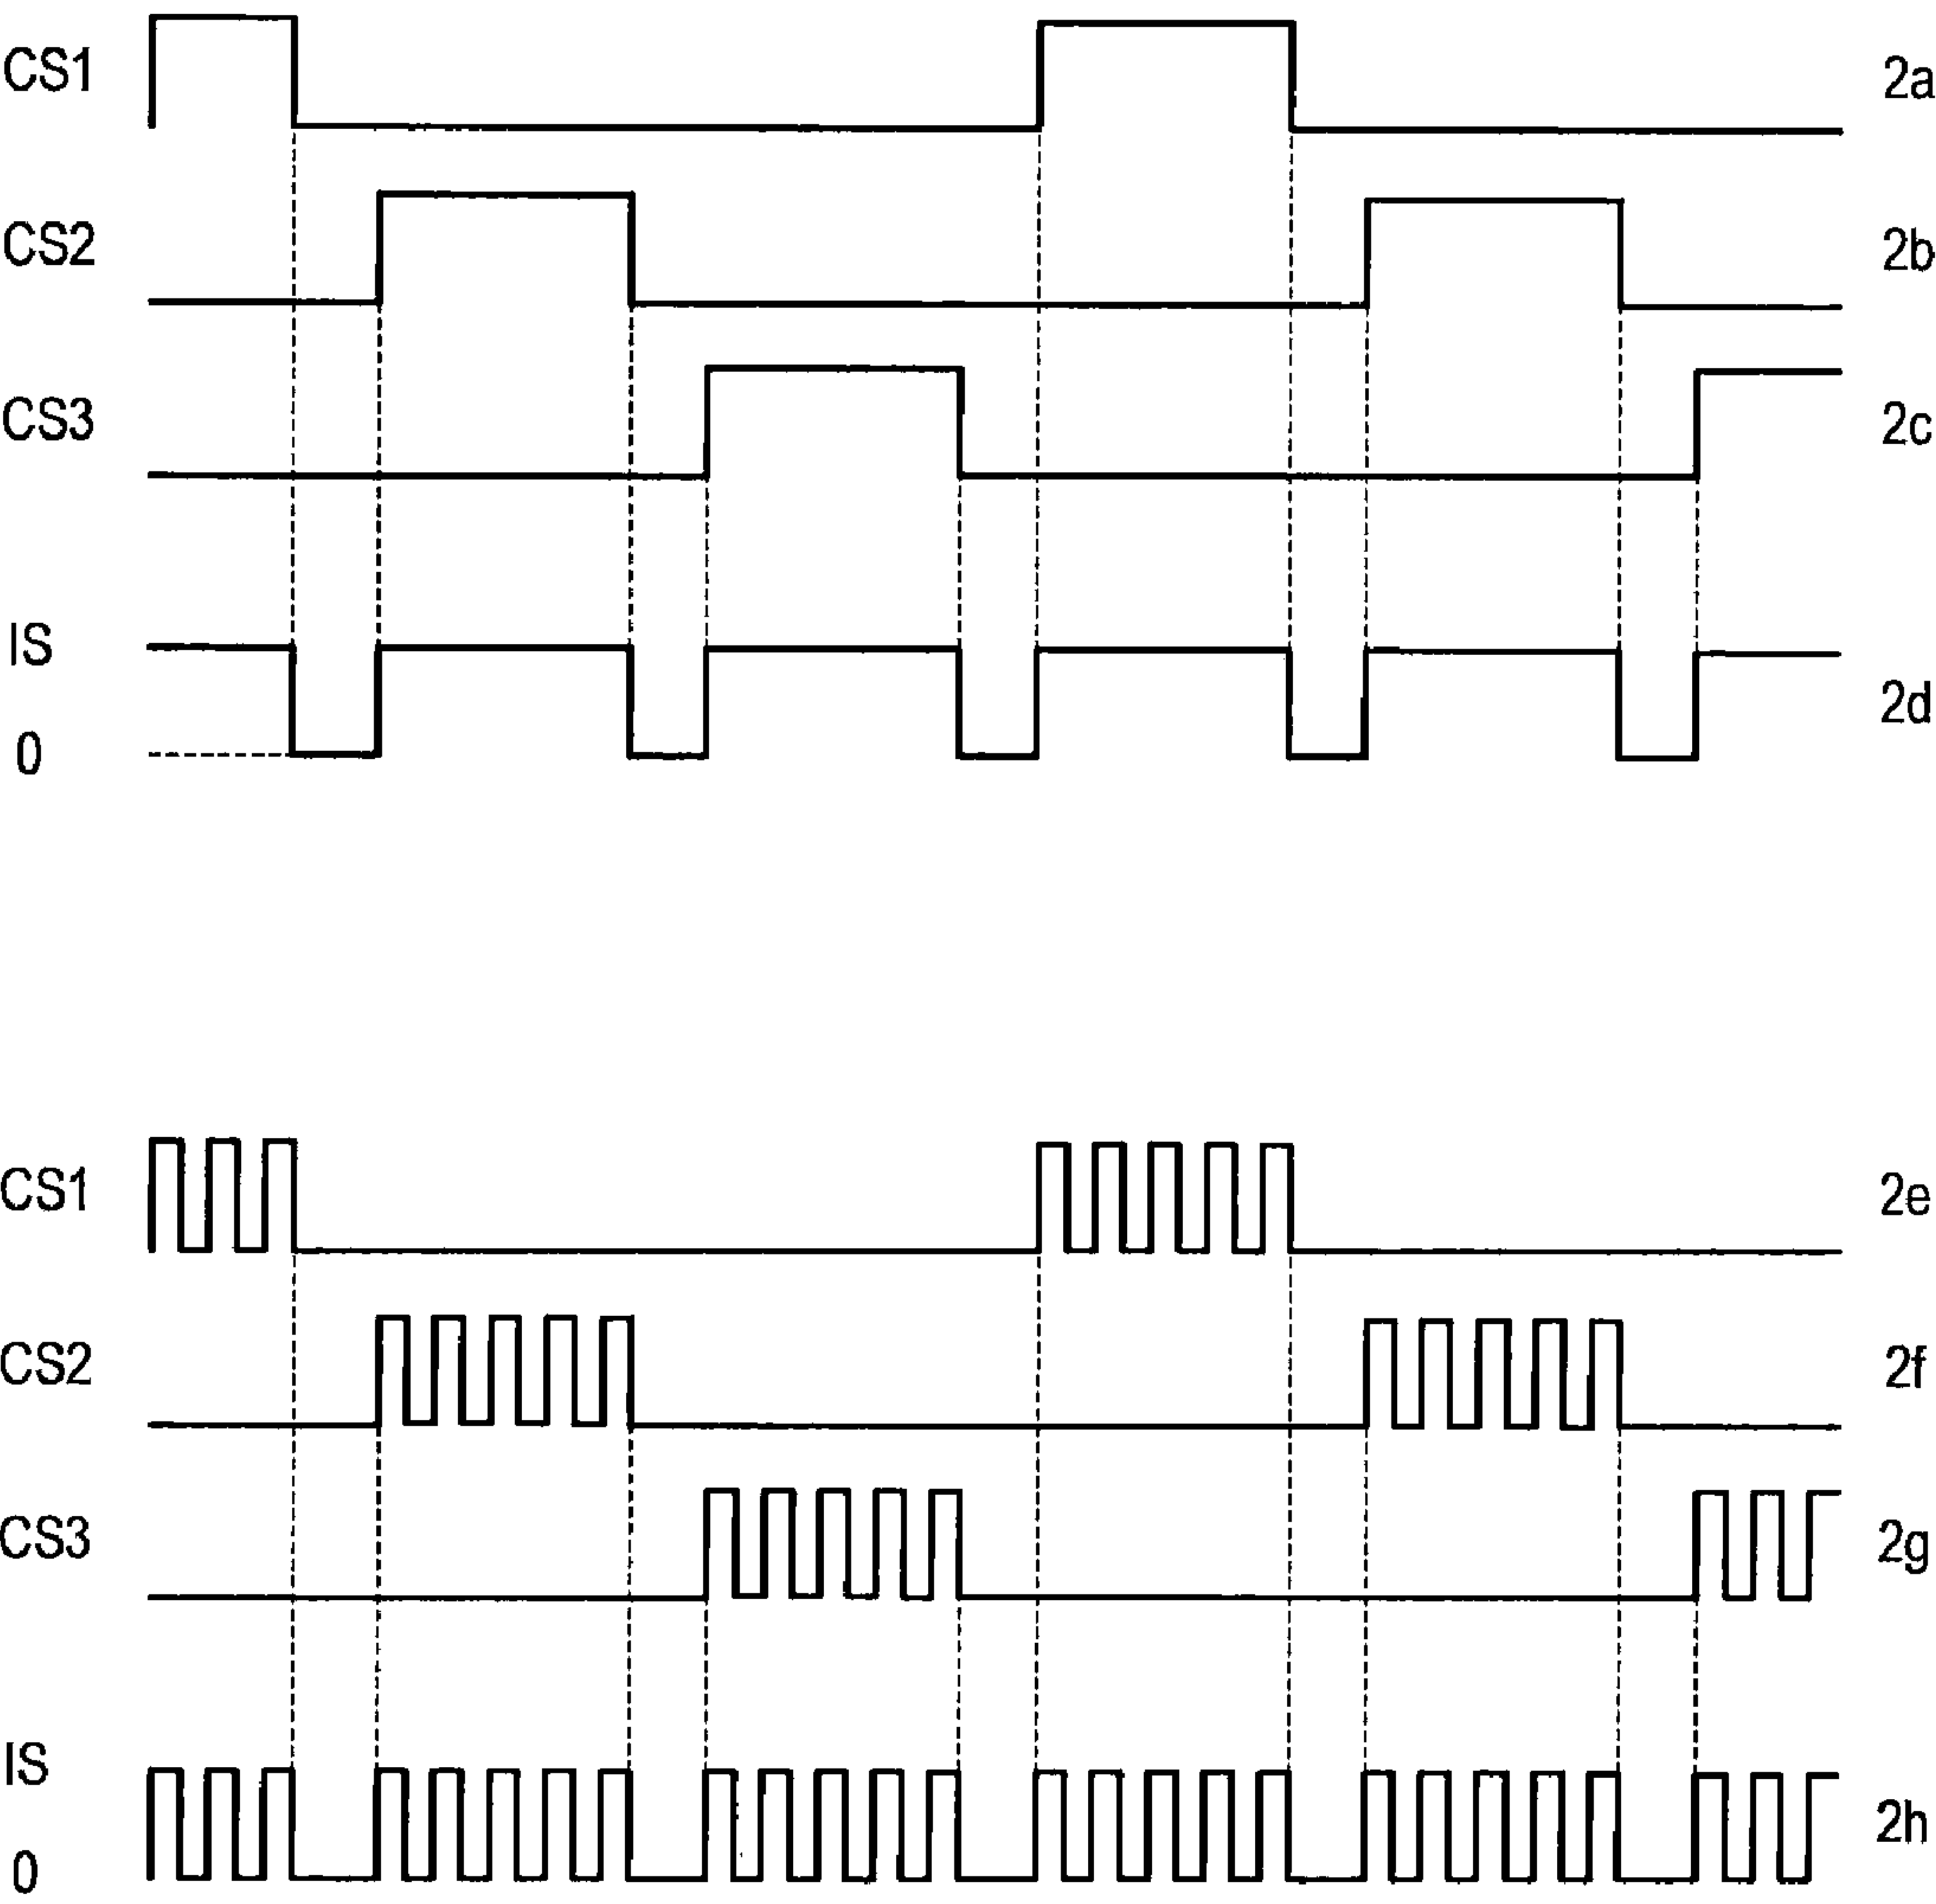 CS1 2a
CS2 2b
CS3 2c
IS
2d
0
CS1 2e
CS2 2f
CS3 2g
IS
2h
0